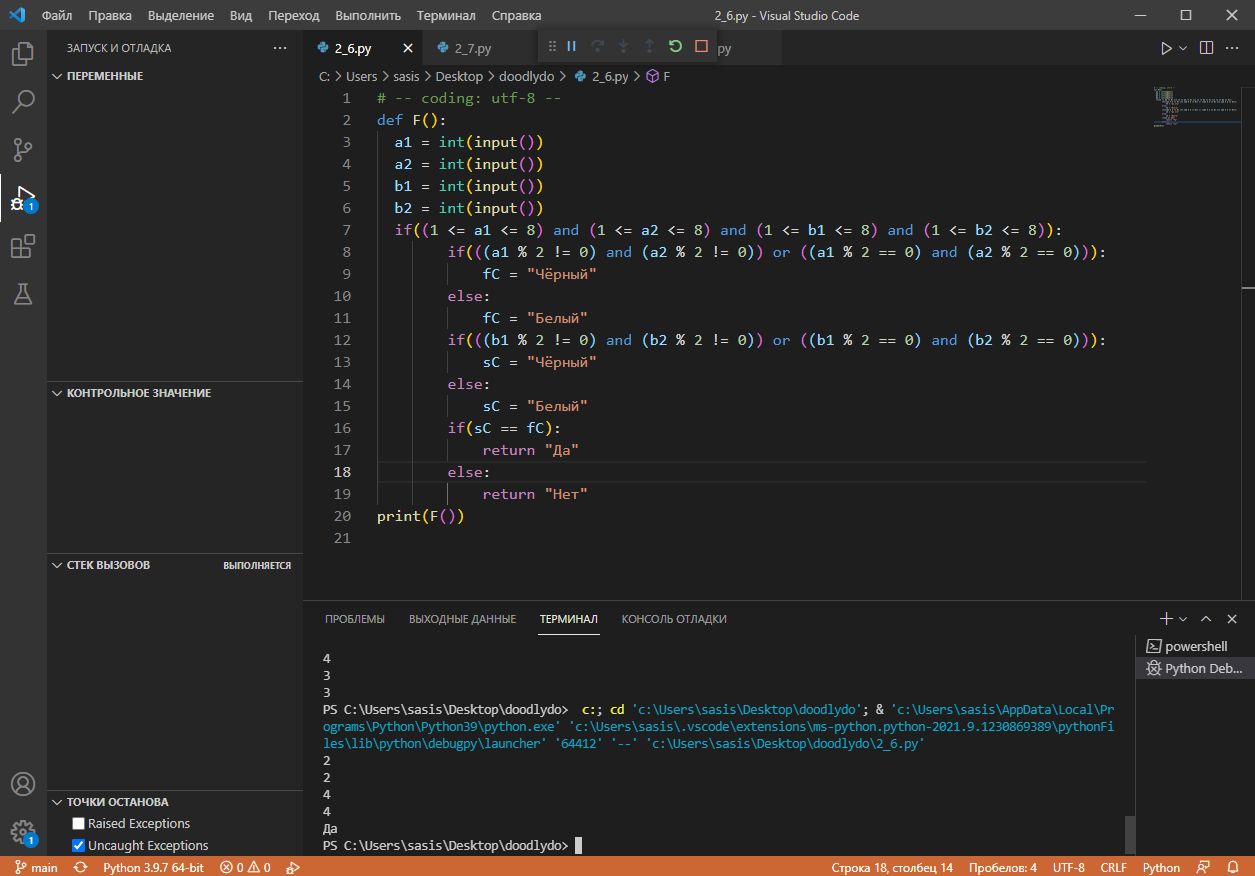 Файл Правка Выделение Вид Переход Выполнить Терминал Справка 2_6.py - Visual Studio Code
ЗАПУСК И ОТЛАДКА ···
ПЕРЕМЕННЫЕ
1
КОНТРОЛЬНОЕ ЗНАЧЕНИЕ
СТЕК ВЫЗОВОВ ВЫПОЛНЯЕТСЯ
ТОЧКИ ОСТАНОВА
Raised Exceptions
Uncaught Exceptions
1
2_6.py 2_7.py py
C: > Users > sasis > Desktop > doodlydo > 2_6.py > F
1 # -- coding: utf-8 --
2 def F():
3 a1 = int(input())
4 a2 = int(input())
5 b1 = int(input())
6 b2 = int(input())
7 if((1 <= a1 <= 8) and (1 <= a2 <= 8) and (1 <= b1 <= 8) and (1 <= b2 <= 8)):
8 if(((a1 % 2 != 0) and (a2 % 2 != 0)) or ((a1 % 2 == 0) and (a2 % 2 == 0))):
9 fC = "Чёрный"
10 else:
11 fC = "Белый"
12 if(((b1 % 2 != 0) and (b2 % 2 != 0)) or ((b1 % 2 == 0) and (b2 % 2 == 0))):
13 sC = "Чёрный"
14 else:
15 sC = "Белый"
16 if(sC == fC):
17 return "Да"
18 else:
19 return "Нет"
20 print(F())
21
ПРОБЛЕМЫ ВЫХОДНЫЕ ДАННЫЕ ТЕРМИНАЛ КОНСОЛЬ ОТЛАДКИ
4
3
3
PS C:\Users\sasis\Desktop\doodlydo> c:; cd 'c:\Users\sasis\Desktop\doodlydo'; & 'c:\Users\sasis\AppData\Local\Pr
ograms\Python\Python39\python.exe' 'c:\Users\sasis\.vscode\extensions\ms-python.python-2021.9.1230869389\pythonFi
les\lib\python\debugpy\launcher' '64412' '--' 'c:\Users\sasis\Desktop\doodlydo\2_6.py'
2
2
4
4
Да
PS C:\Users\sasis\Desktop\doodlydo>
powershell
Python Deb...
main Python 3.9.7 64-bit 0 0 Строка 18, столбец 14 Пробелов: 4 UTF-8 CRLF Python